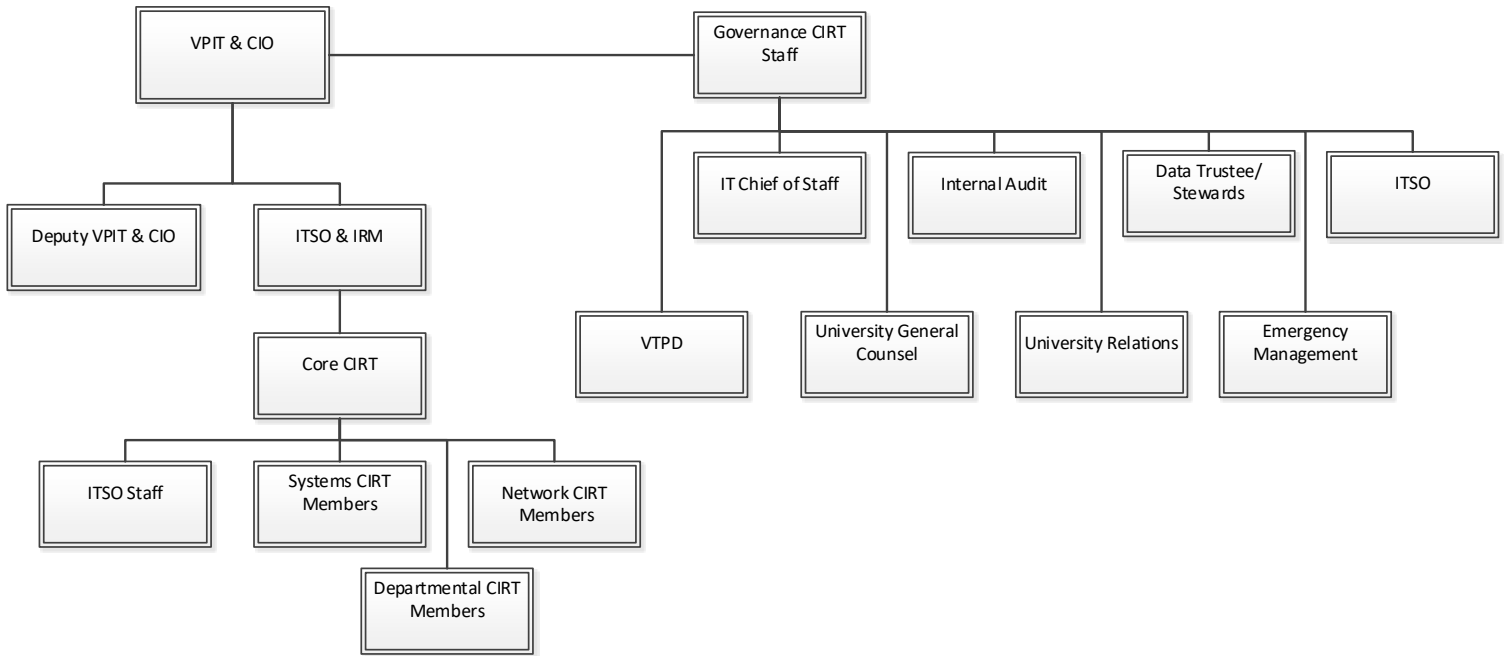 VPIT & CIO
Governance CIRT
Staff
IT Chief of Staff
Internal Audit
Data Trustee/
Stewards
ITSO
Deputy VPIT & CIO
ITSO & IRM
VTPD
University General
Counsel
University Relations
Emergency
Management
Core CIRT
ITSO Staff
Systems CIRT
Members
Network CIRT
Members
Departmental CIRT
Members